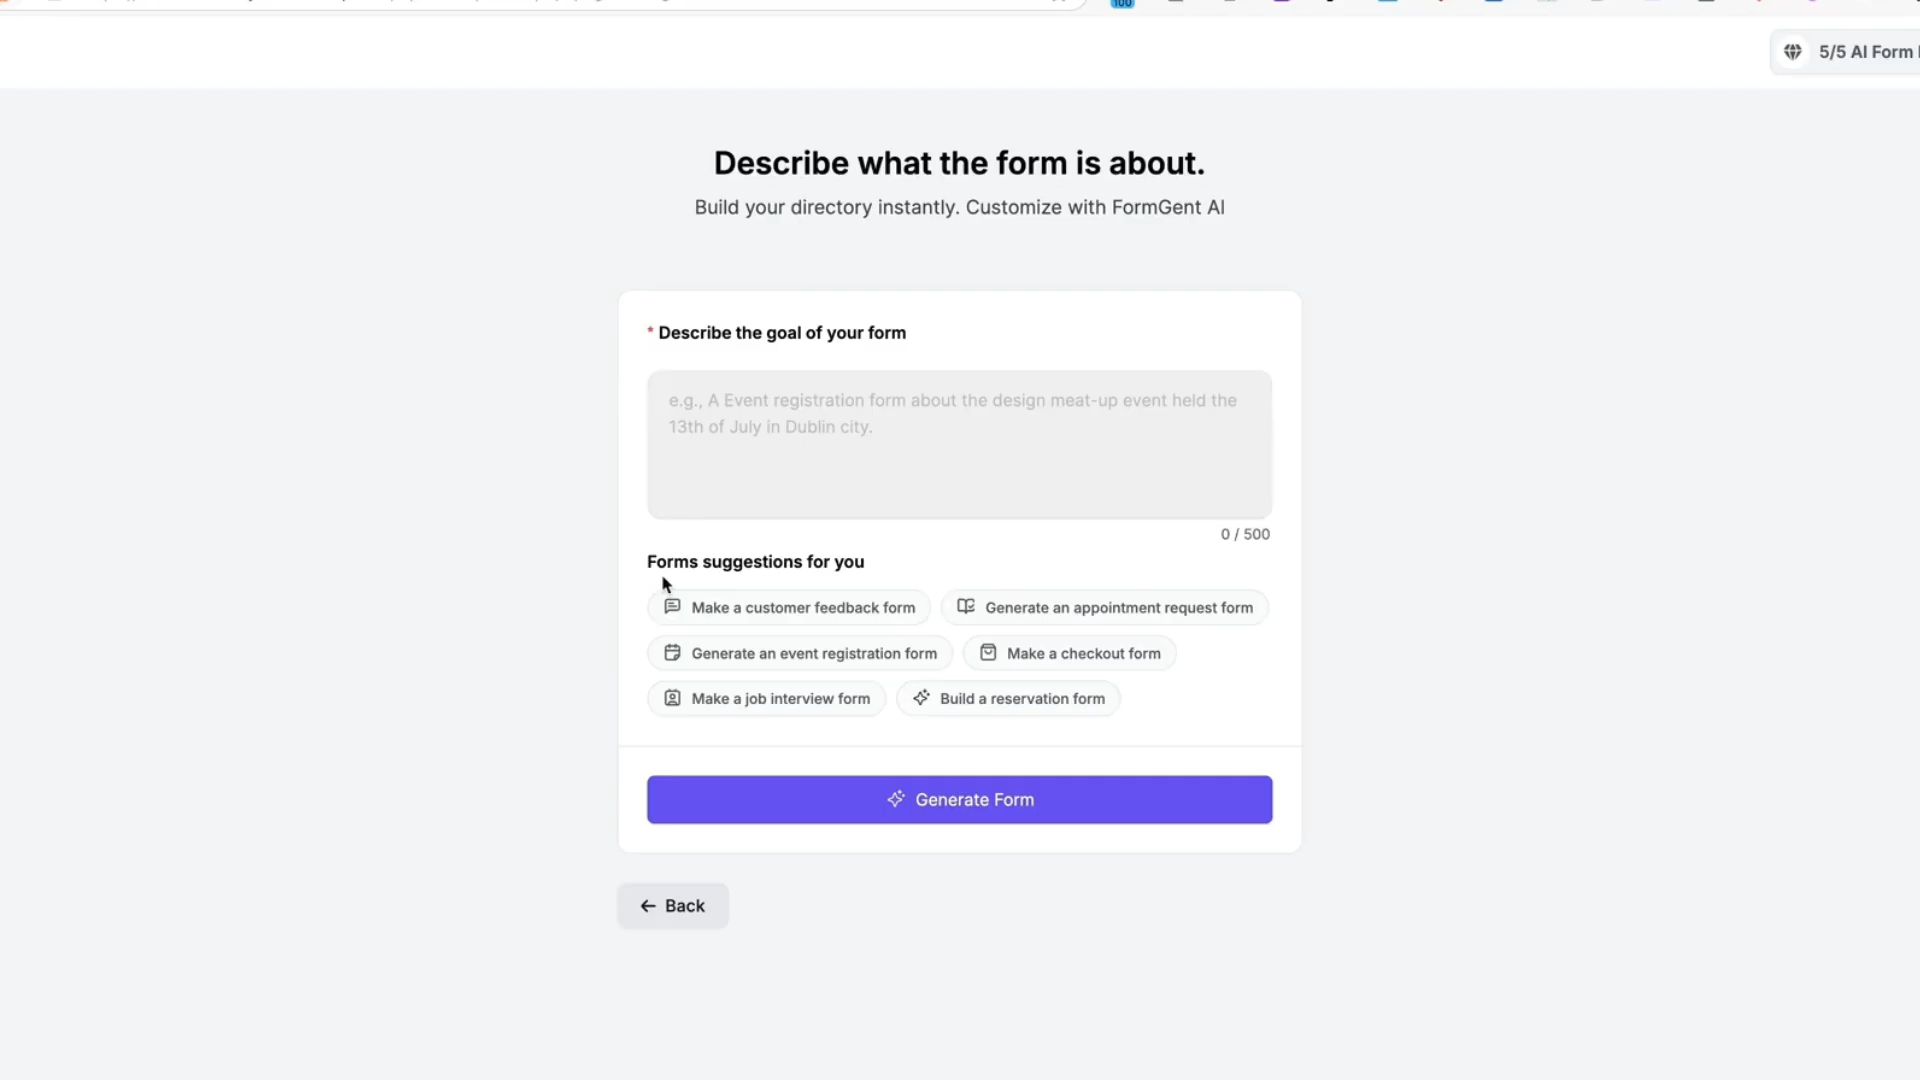 100
5/5 AI Form
Describe what the form is about.
Build your directory instantly. Customize with FormGent AI
* Describe the goal of your form
e.g., A Event registration form about the design meat-up event held the
13th of July in Dublin city.
0 / 500
Forms suggestions for you
Make a customer feedback form
Generate an appointment request form
Generate an event registration form
Make a checkout form
Make a job interview form
Build a reservation form
Generate Form
Back